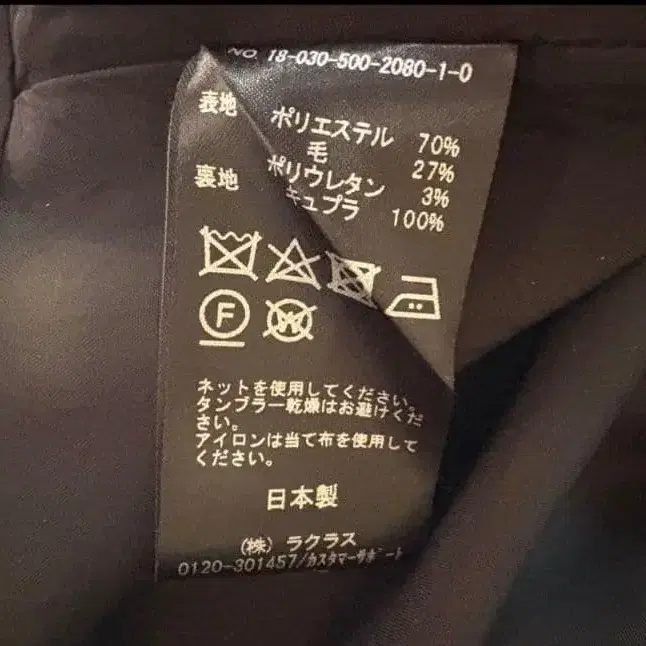 NO. 18-030-500-2080-1-0
表地 ポリエステル 70%
毛 27%
ポリウレタン 3%
裏地 キュプラ 100%
F
W
ネットを使用してください。
タンブラー乾燥はお避けくだ
さい。
アイロンは当て布を使用して
ください。
日本製
(株) ラクラス
0120-301457/カスタマーサポート